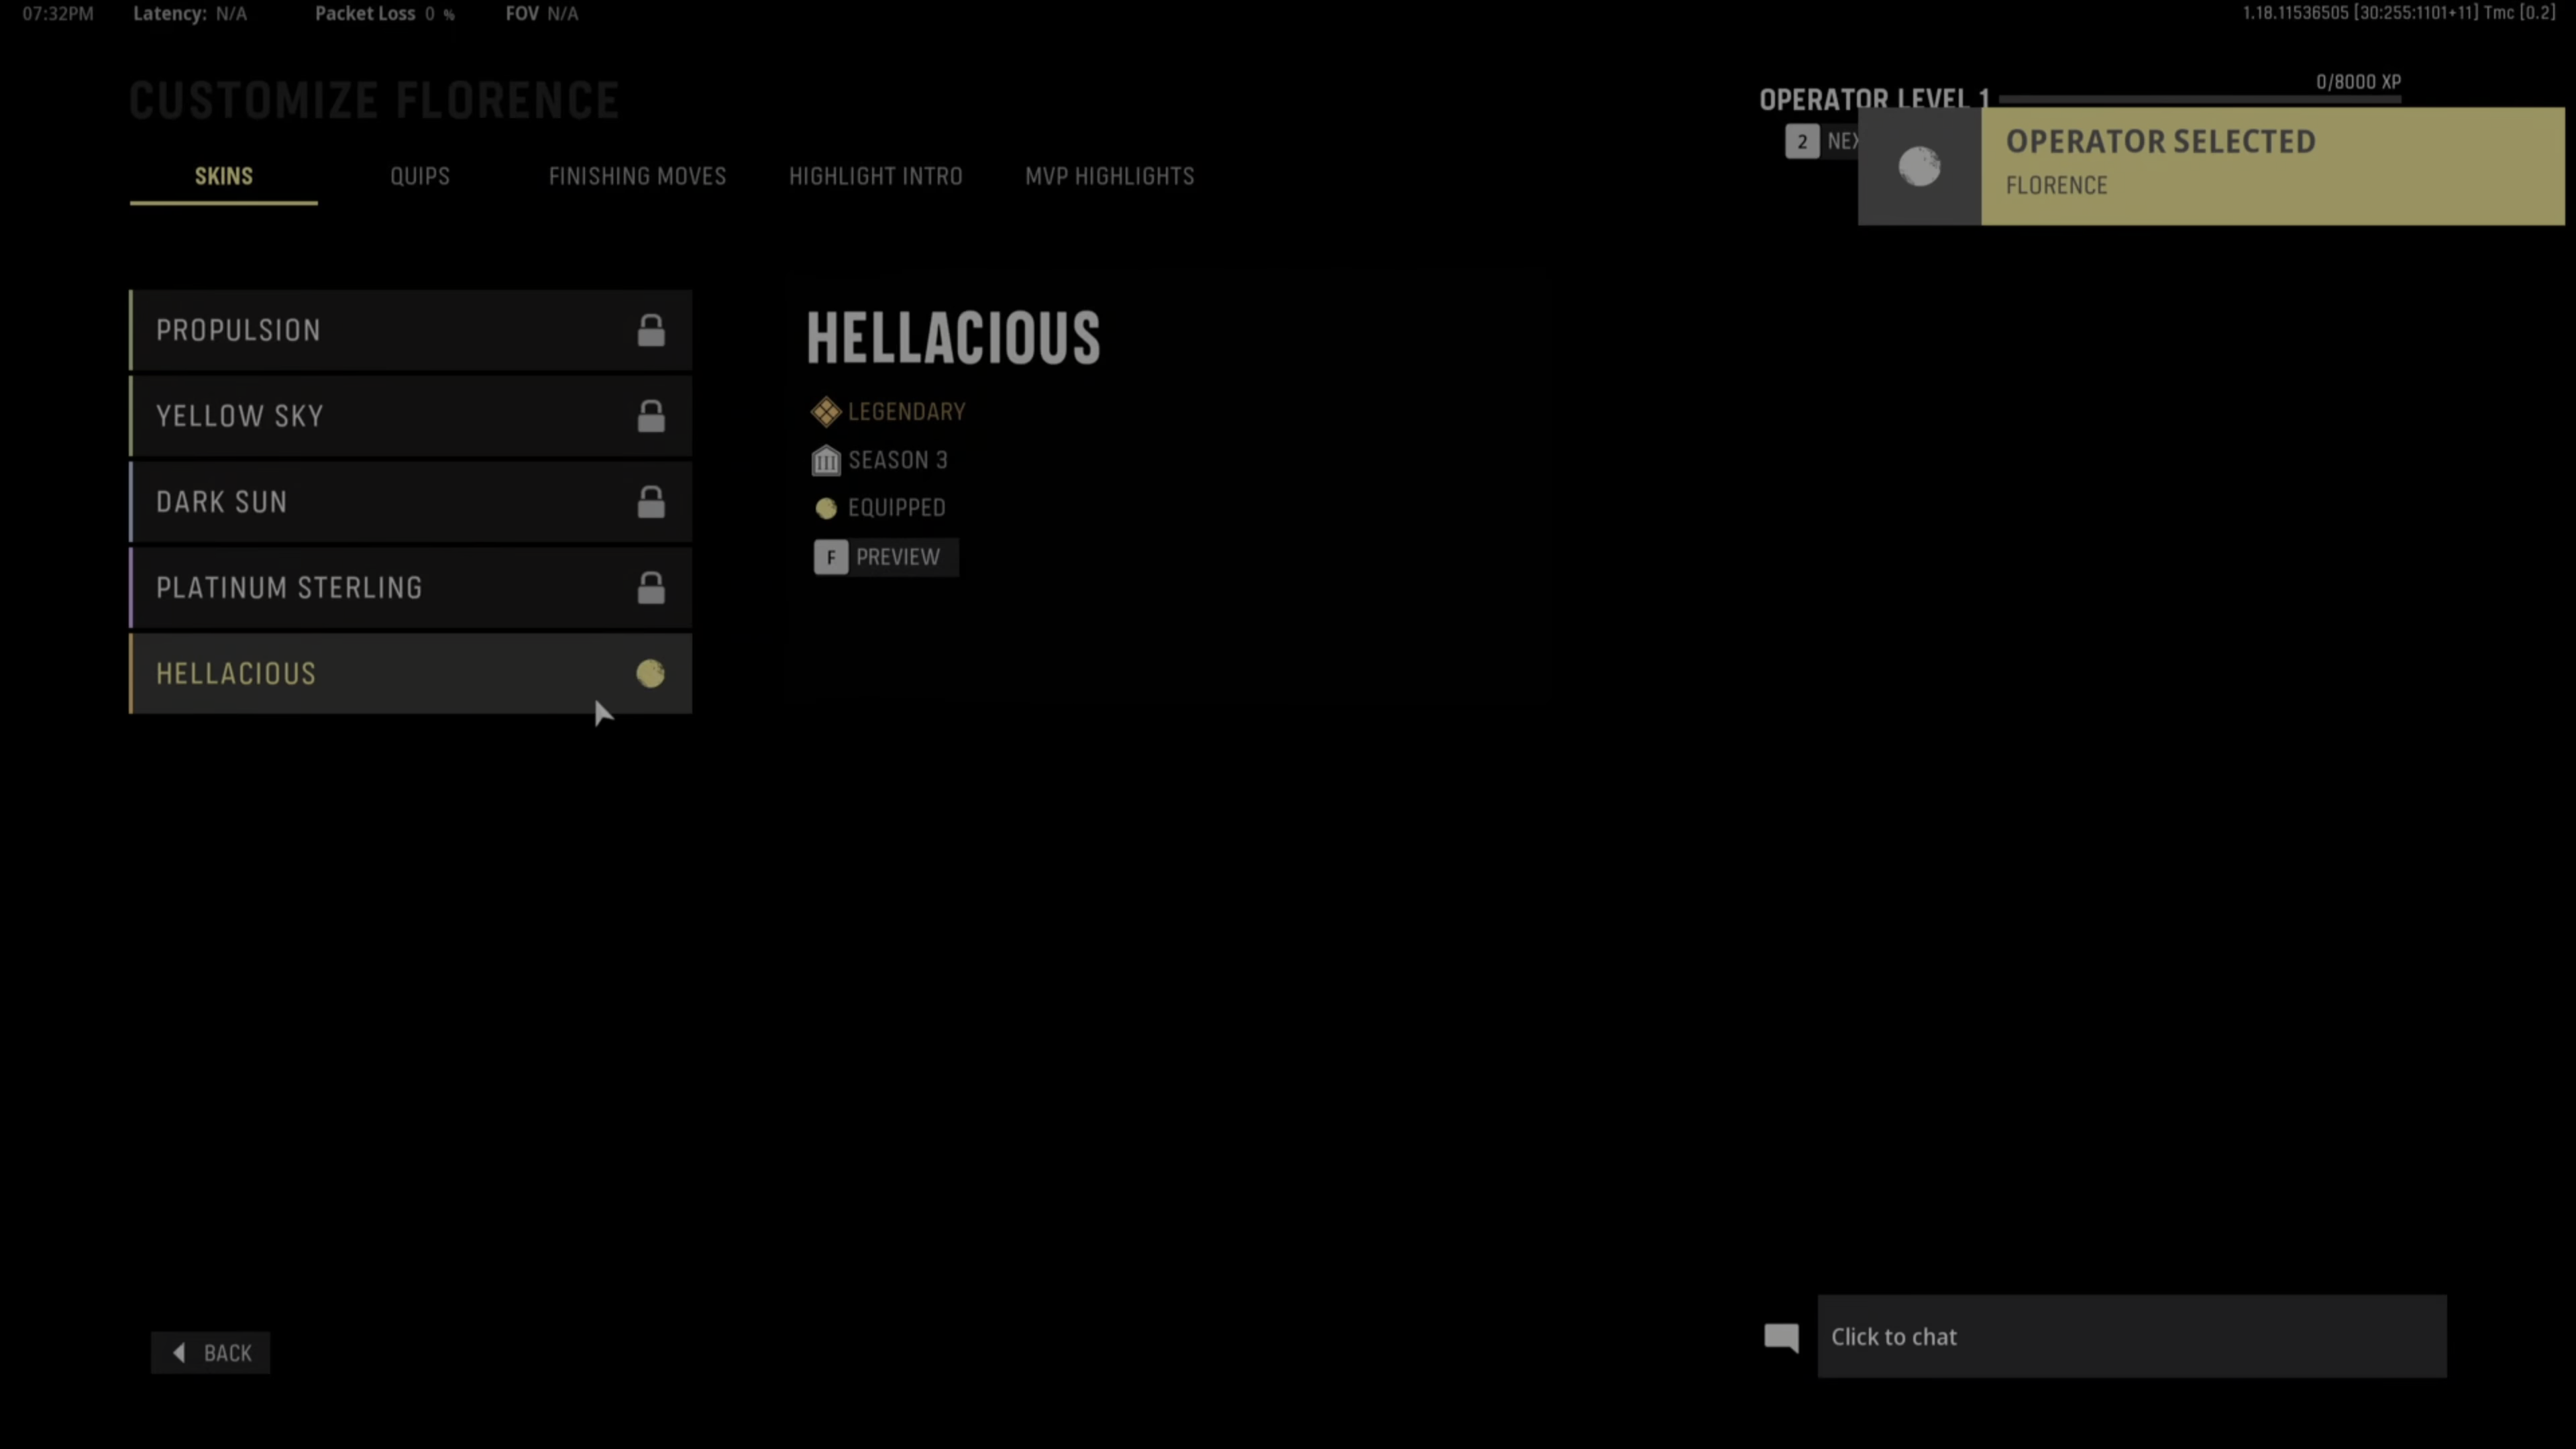 07:32PM Latency: N/A Packet Loss 0 % FOV N/A
1.18.11536505 [30:255:1101+11] Tmc [0.2]
CUSTOMIZE FLORENCE
SKINS QUIPS FINISHING MOVES HIGHLIGHT INTRO MVP HIGHLIGHTS
0/8000 XP
OPERATOR LEVEL 1
2
OPERATOR SELECTED
FLORENCE
PROPULSION
YELLOW SKY
DARK SUN
PLATINUM STERLING
HELLACIOUS
HELLACIOUS
LEGENDARY
SEASON 3
EQUIPPED
F PREVIEW
BACK
Click to chat